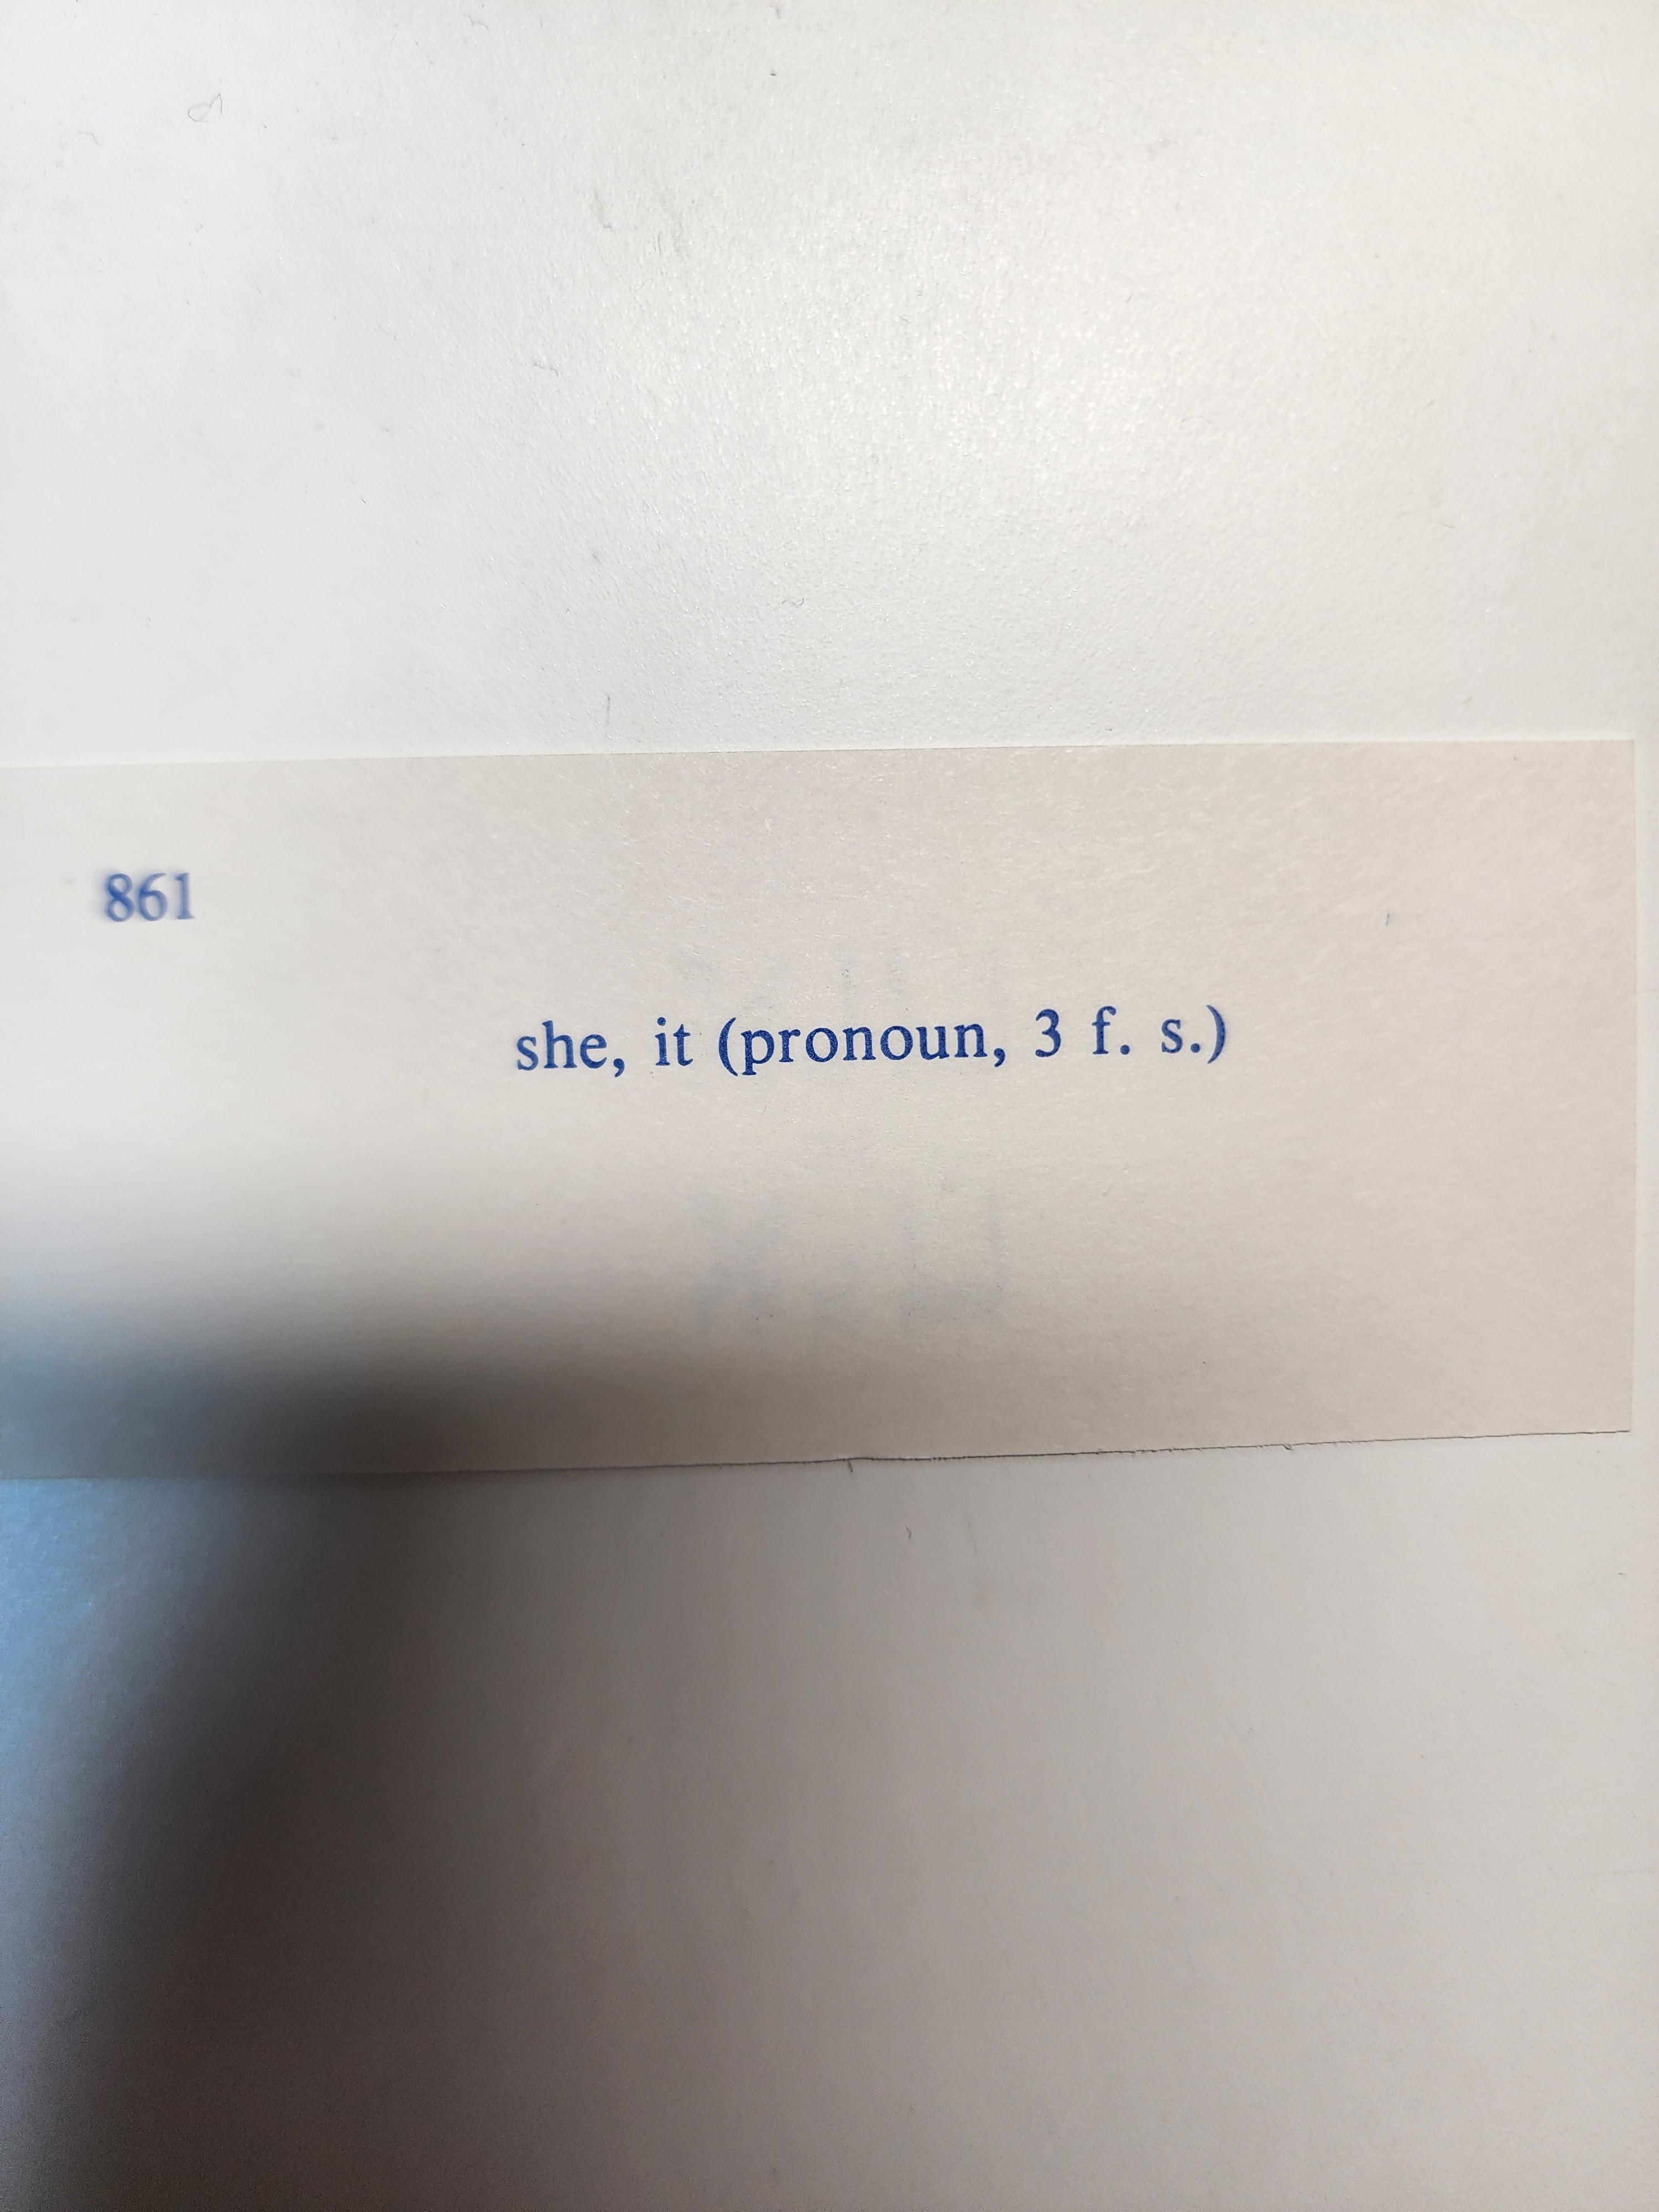 861
she, it (pronoun, 3 f. s.)